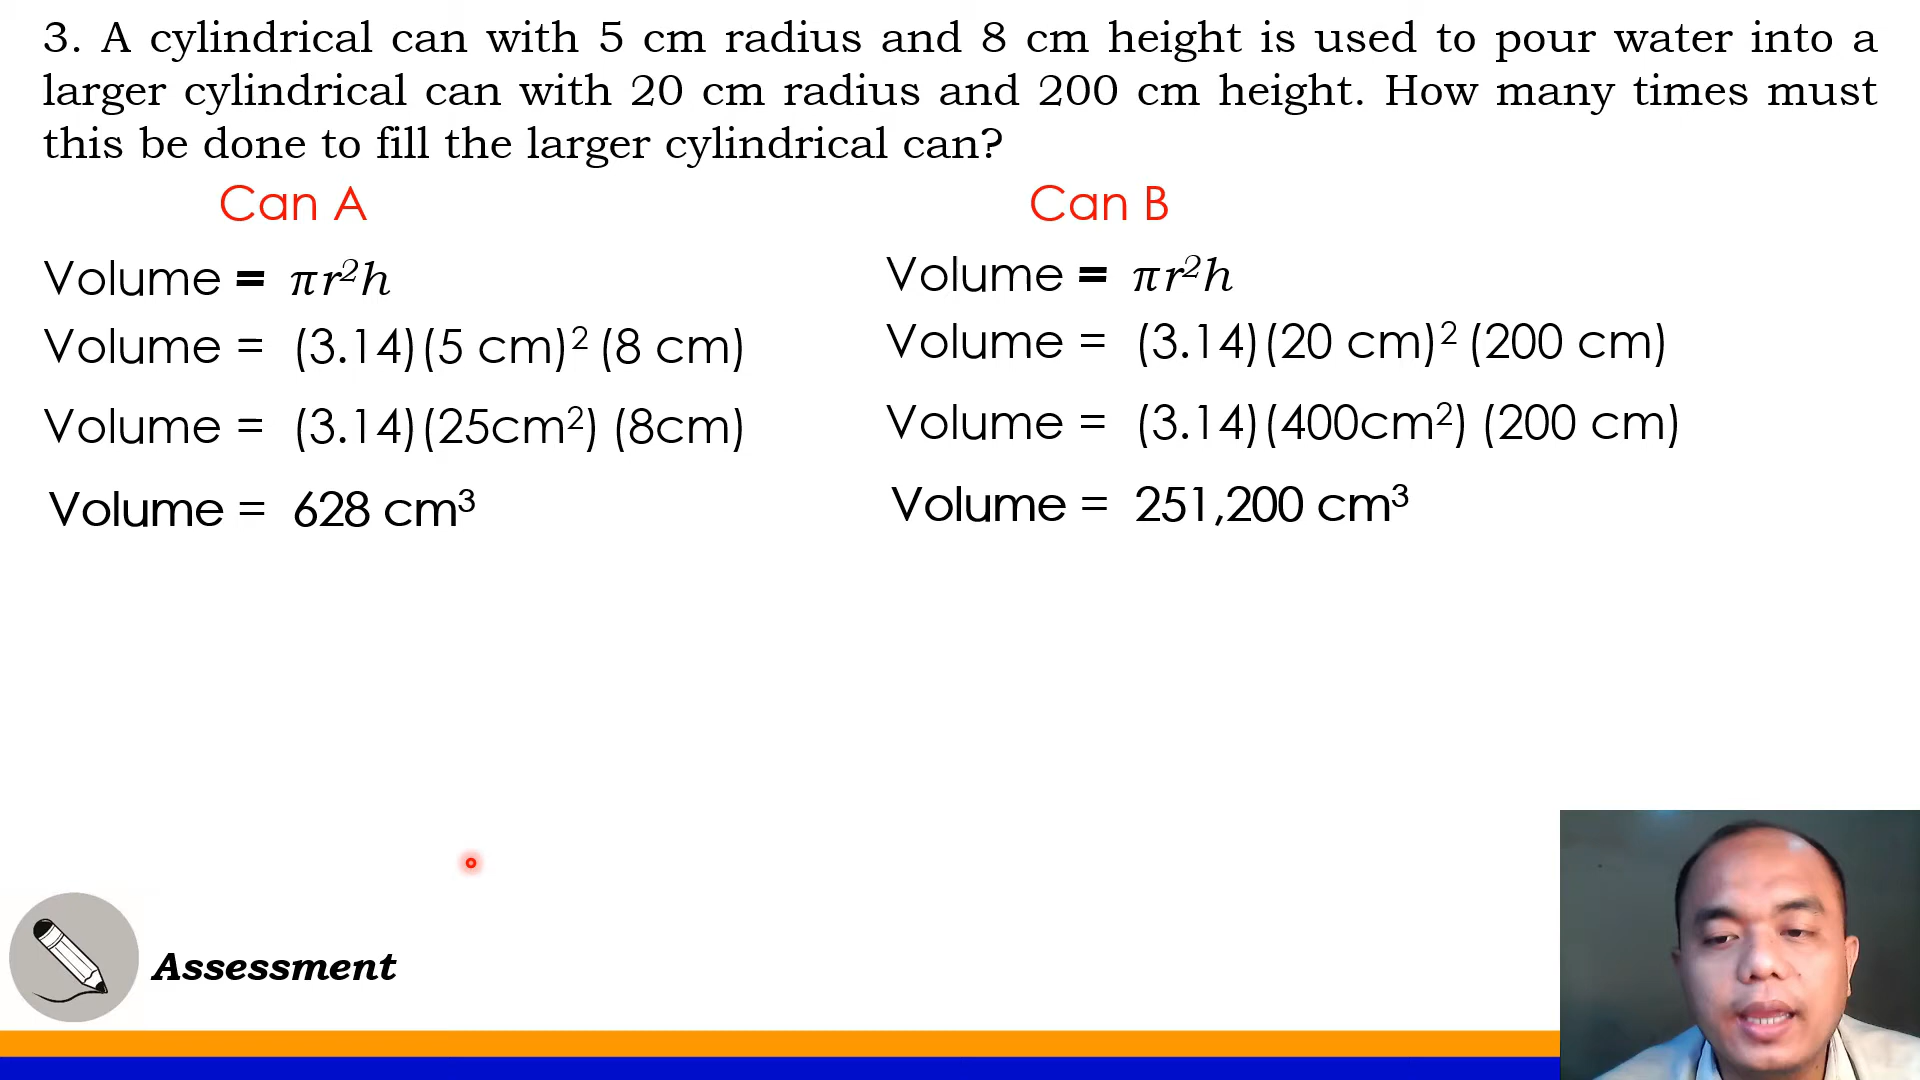 3. A cylindrical can with 5 cm radius and 8 cm height is used to pour water into a
larger cylindrical can with 20 cm radius and 200 cm height. How many times must
this be done to fill the larger cylindrical can?
Can A
Volume = πr²h
Volume = (3.14)(5 cm)² (8 cm)
Volume = (3.14)(25cm²) (8cm)
Volume = 628 cm³
Can B
Volume = πr²h
Volume = (3.14)(20 cm)² (200 cm)
Volume = (3.14)(400cm²) (200 cm)
Volume = 251,200 cm³
Assessment